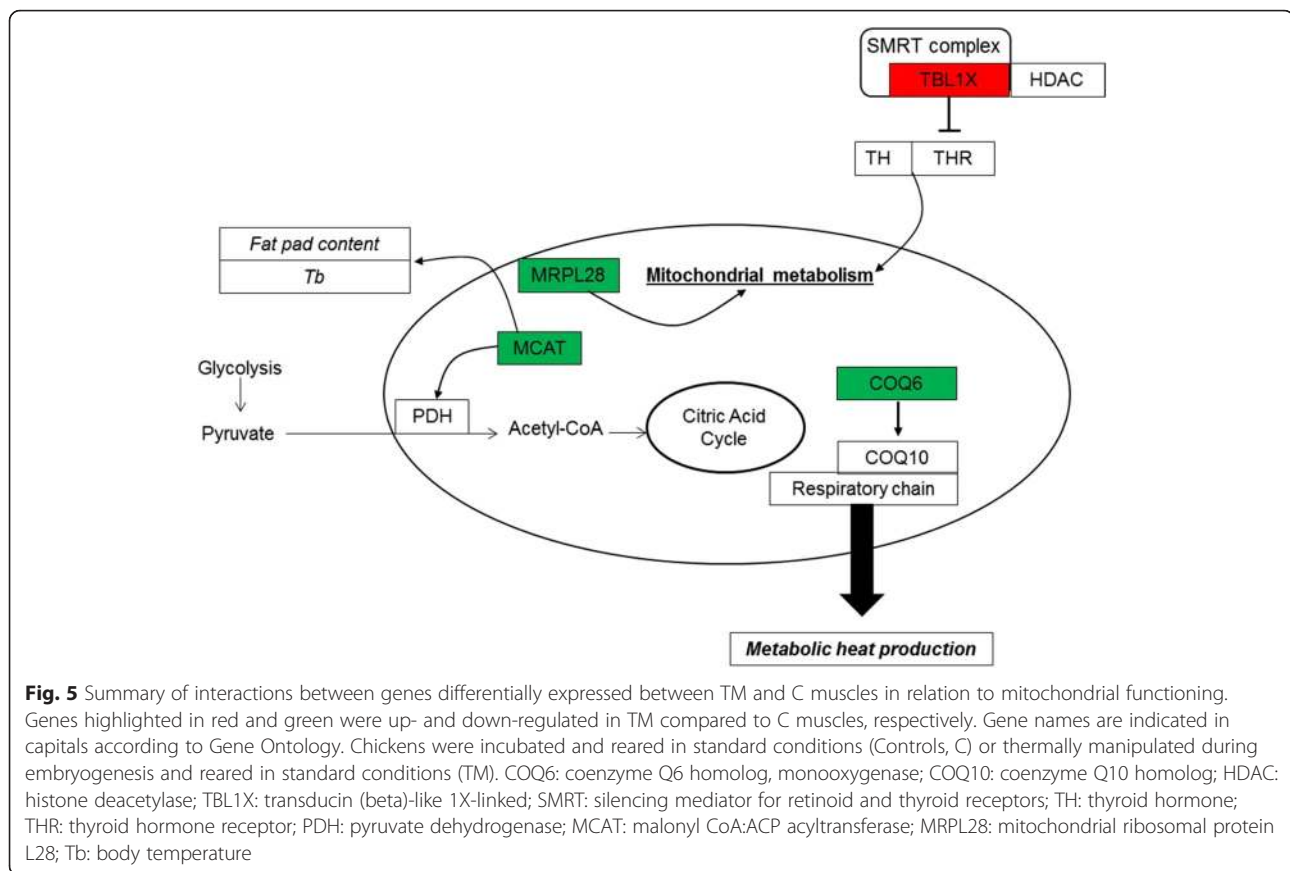 SMRT complex
TBL1X
HDAC
TH
THR
Fat pad content
Tb
MRPL28
Mitochondrial metabolism
MCAT
Glycolysis
COQ6
PDH
Pyruvate
Acetyl-CoA
Citric Acid
Cycle
COQ10
Respiratory chain
Metabolic heat production
Fig. 5 Summary of interactions between genes differentially expressed between TM and C muscles in relation to mitochondrial functioning.
Genes highlighted in red and green were up- and down-regulated in TM compared to C muscles, respectively. Gene names are indicated in
capitals according to Gene Ontology. Chickens were incubated and reared in standard conditions (Controls, C) or thermally manipulated during
embryogenesis and reared in standard conditions (TM). COQ6: coenzyme Q6 homolog, monooxygenase; COQ10: coenzyme Q10 homolog; HDAC:
histone deacetylase; TBL1X: transducin (beta)-like 1X-linked; SMRT: silencing mediator for retinoid and thyroid receptors; TH: thyroid hormone;
THR: thyroid hormone receptor; PDH: pyruvate dehydrogenase; MCAT: malonyl CoA:ACP acyltransferase; MRPL28: mitochondrial ribosomal protein
L28; Tb: body temperature